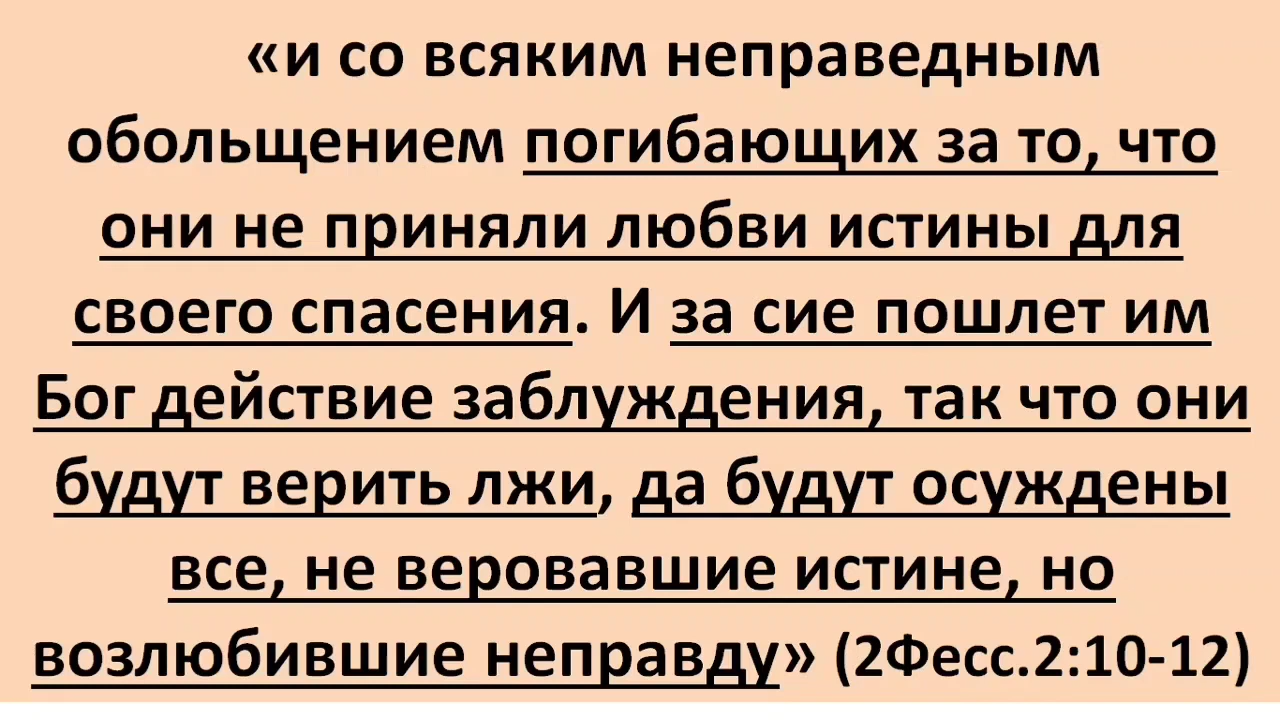 «и со всяким неправедным
обольщением погибающих за то, что
они не приняли любви истины для
своего спасения. И за сие пошлет им
Бог действие заблуждения, так что они
будут верить лжи, да будут осуждены
все, не веровавшие истине, но
возлюбившие неправду» (2Фесс.2:10-12)